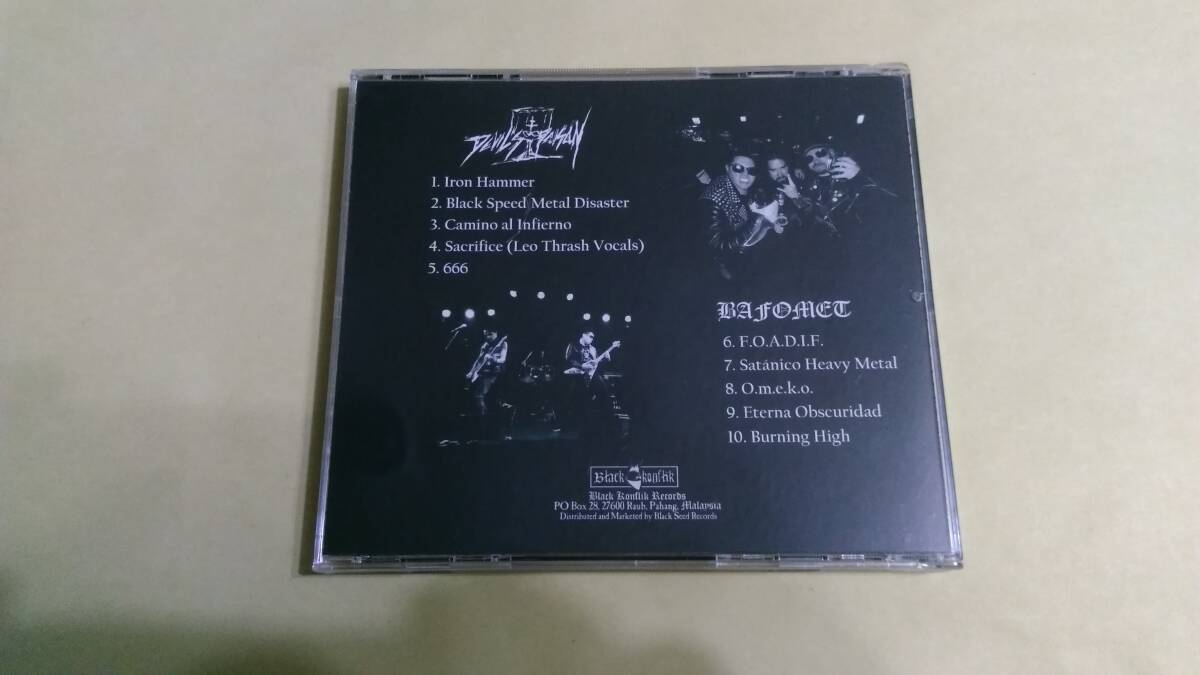 DEVIL'S
1. Iron Hammer
2. Black Speed Metal Disaster
3. Camino al Infierno
4. Sacrifice (Leo Thrash Vocals)
5. 666
BAFOMET
6. F.O.A.D.I.F.
7. Satánico Heavy Metal
8. O.m.e.k.o.
9. Eterna Obscuridad
10. Burning High
Black Konflik
Black Konflik Records
PO Box 28, 27600 Raub, Pahang, Malaysia
Distributed and Marketed by Black Seed Records